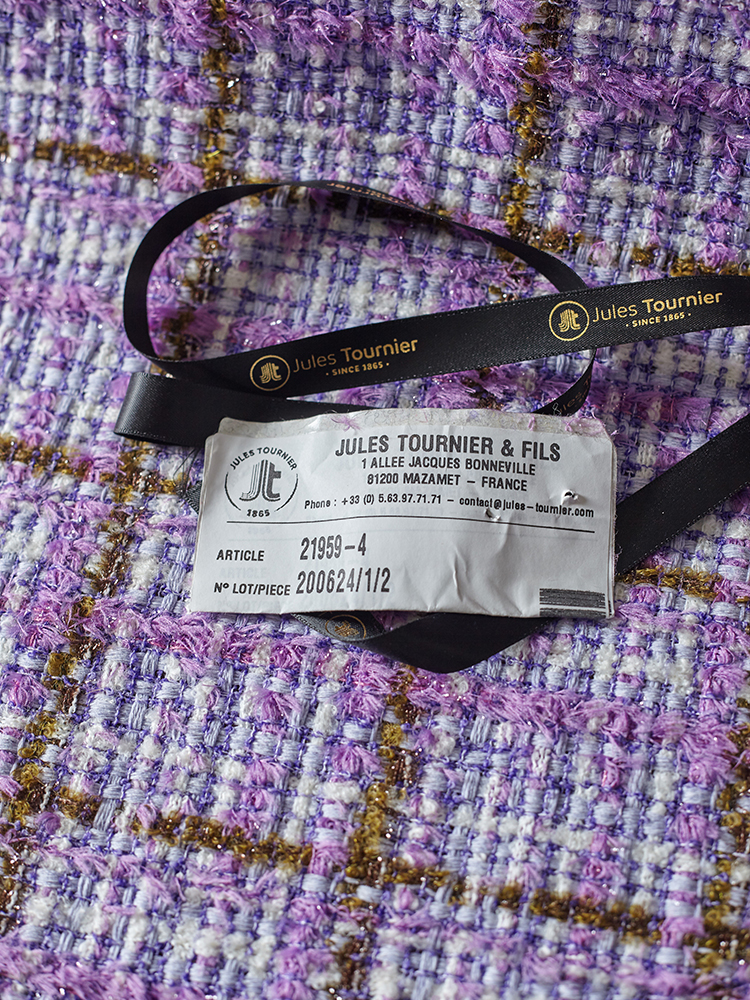 Jules Tournier
· SINCE 1865 ·
Jules Tournier
· SINCE 1865 ·
JULES TOURNIER
1865
JULES TOURNIER & FILS
1 ALLEE JACQUES BONNEVILLE
81200 MAZAMET – FRANCE
Phone : +33 (0) 5.63.97.71.71 – contact@jules-tournier.com
ARTICLE 21959-4
Nº LOT/PIECE 200624/1/2